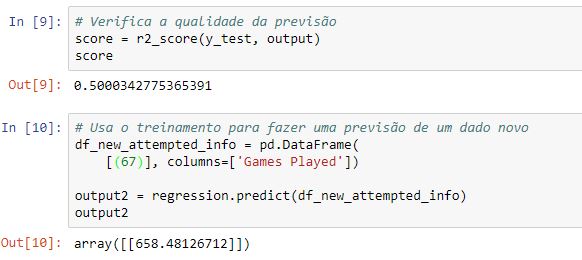 In [9]: # Verifica a qualidade da previsão
score = r2_score(y_test, output)
score
Out[9]: 0.5000342775365391
In [10]: # Usa o treinamento para fazer uma previsão de um dado novo
df_new_attempted_info = pd.DataFrame(
[(67)], columns=['Games Played'])
output2 = regression.predict(df_new_attempted_info)
output2
Out[10]: array([[658.48126712]])